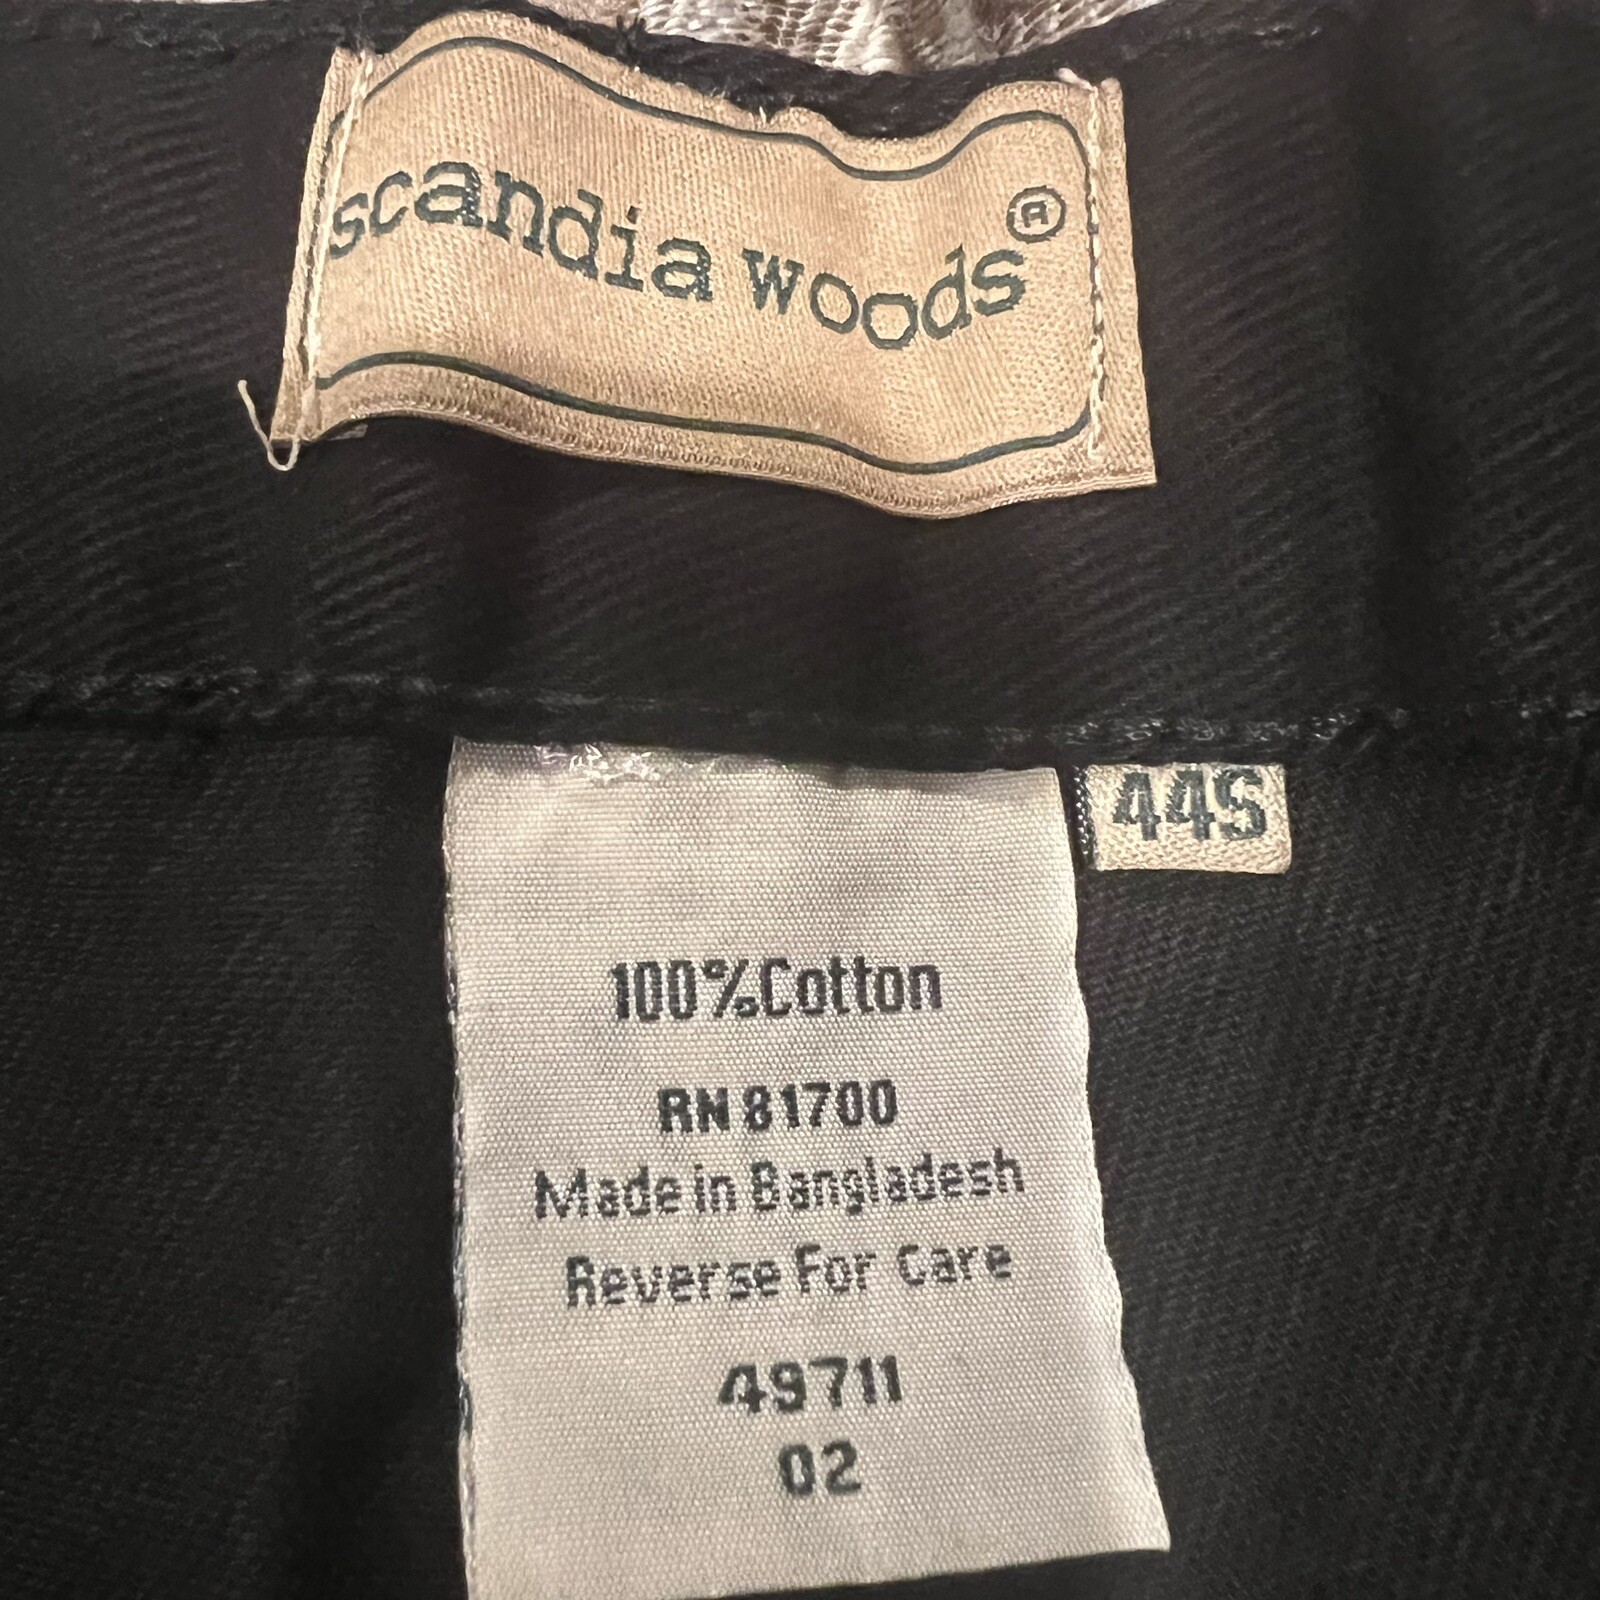 scandia woods®
44S
100%Cotton
RN 81700
Made in Bangladesh
Reverse For Care
49711
02